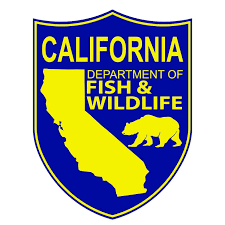 CALIFORNIA
DEPARTMENT OF
FISH &
WILDLIFE